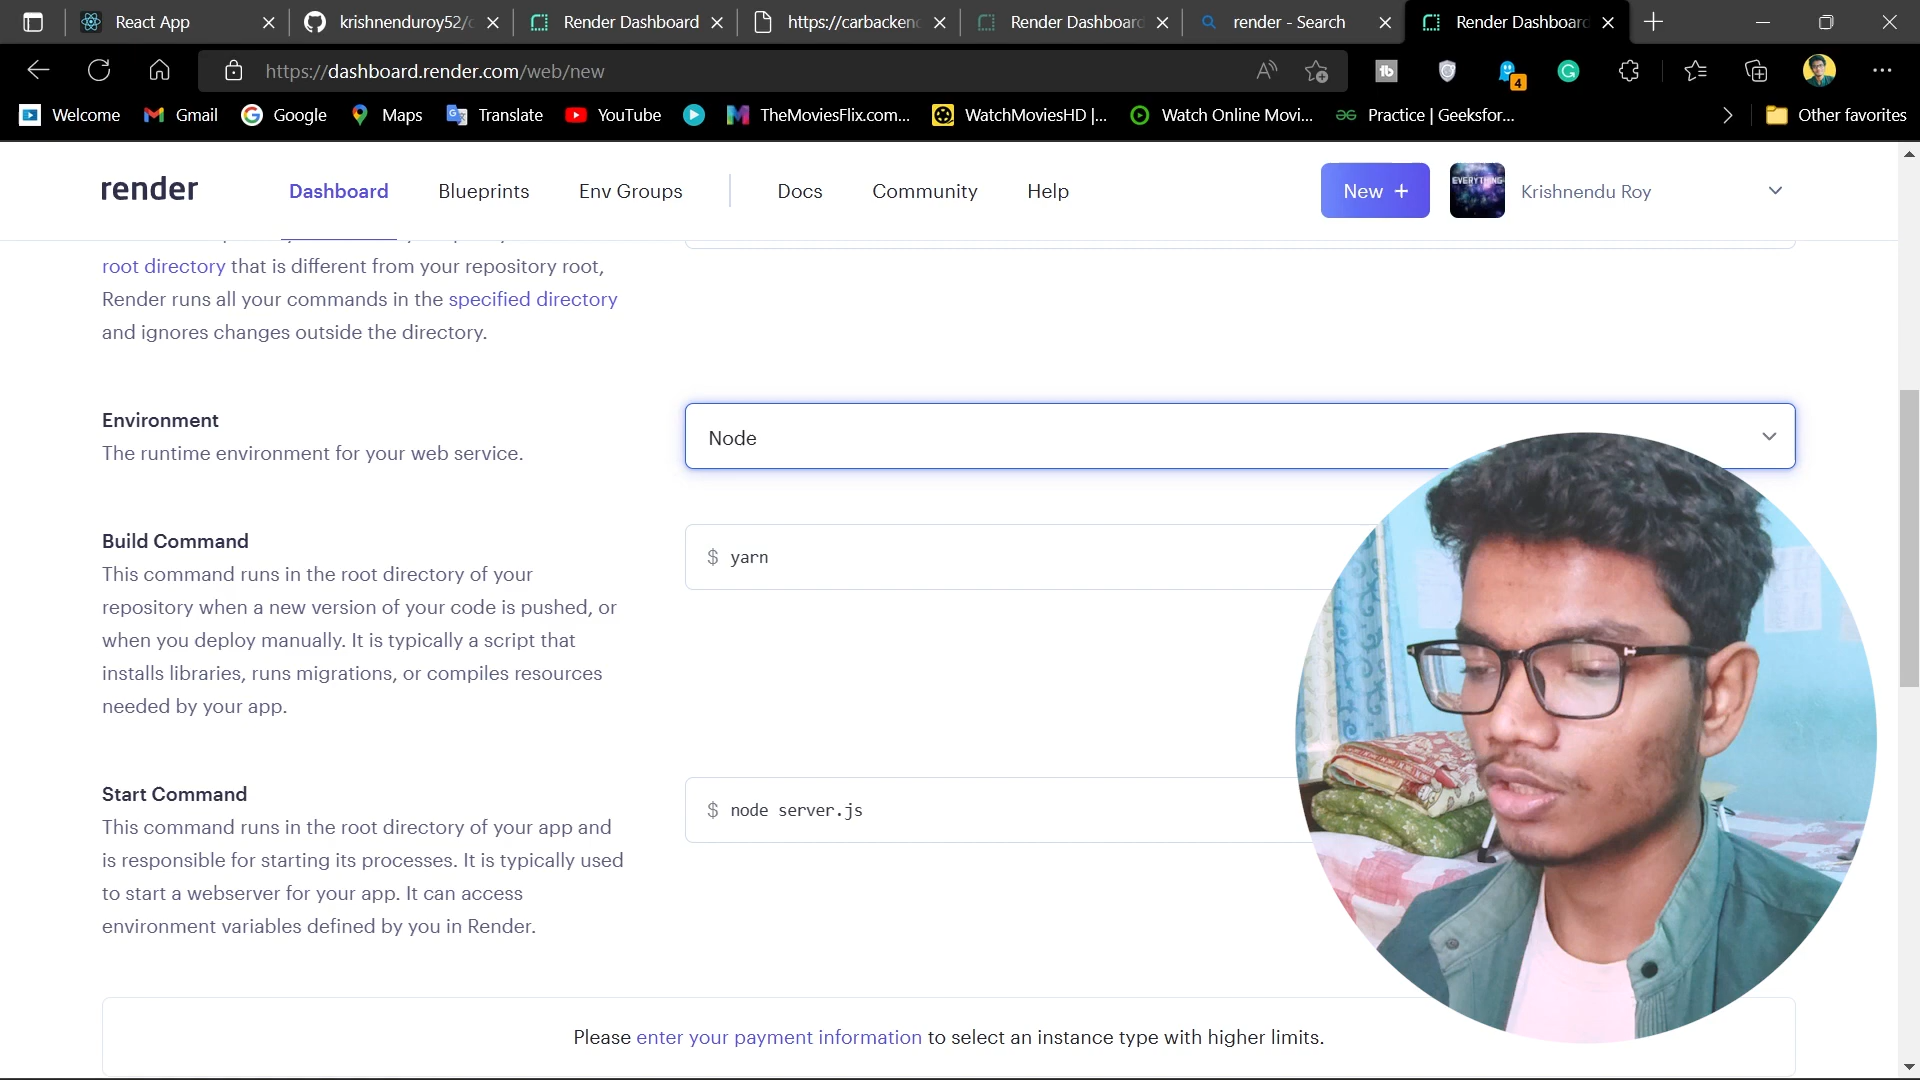 React App
krishnenduroy52/
Render Dashboard
https://carbackend
Render Dashboard
render - Search
Render Dashboard
https://dashboard.render.com/web/new
4
Welcome
Gmail
Google
Maps
Translate
YouTube
TheMoviesFlix.com...
WatchMoviesHD |...
Watch Online Movi...
Practice | Geeksfor...
Other favorites
render
Dashboard
Blueprints
Env Groups
Docs
Community
Help
New +
EVERYTHING
Krishnendu Roy
root directory that is different from your repository root,
Render runs all your commands in the specified directory
and ignores changes outside the directory.
Environment
The runtime environment for your web service.
Node
Build Command
This command runs in the root directory of your
repository when a new version of your code is pushed, or
when you deploy manually. It is typically a script that
installs libraries, runs migrations, or compiles resources
needed by your app.
$ yarn
Start Command
This command runs in the root directory of your app and
is responsible for starting its processes. It is typically used
to start a webserver for your app. It can access
environment variables defined by you in Render.
$ node server.js
Please enter your payment information to select an instance type with higher limits.